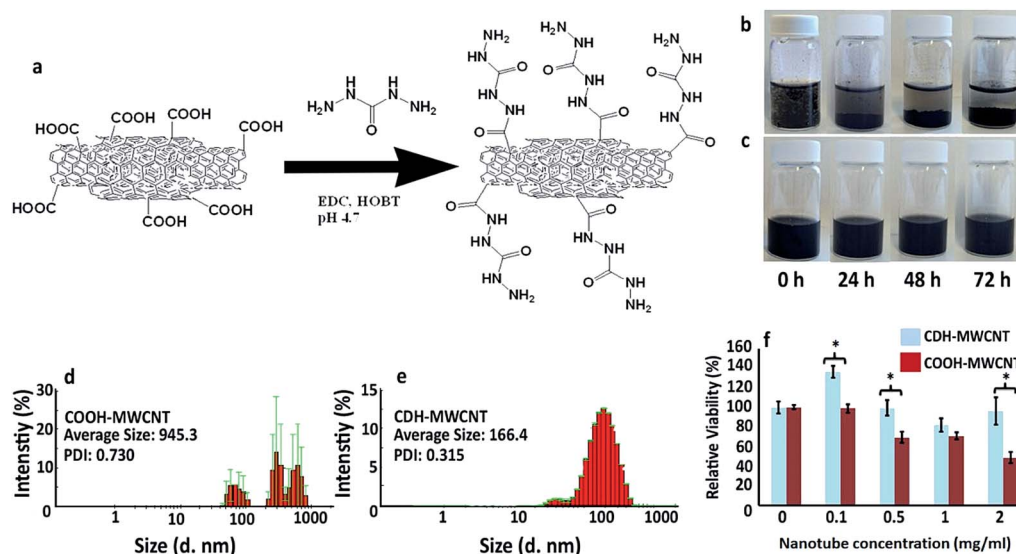 a
COOH
COOH
COOH
COOH
HOOC
HOOC
COOH
COOH
HOOC
H
N
H
N
H2N
NH2
O
EDC, HOBT
pH 4.7
NH2
NH
O
NH
HN
O
NH2
NH
O
NH
HN
O
NH2
NH
O
NH
HN
O
O
NH
HN
O
NH
H2N
O
NH
HN
O
HN
NH2
b
c
0 h
24 h
48 h
72 h
d
COOH-MWCNT
Average Size: 945.3
PDI: 0.730
Intenstiy (%)
30
20
10
0
1
10
100
1000
Size (d. nm)
e
CDH-MWCNT
Average Size: 166.4
PDI: 0.315
Intenstiy (%)
15
10
5
0
1
10
100
1000
Size (d. nm)
f
CDH-MWCNT
COOH-MWCNT
Relative Viability (%)
160
140
120
100
80
60
40
20
0
*
*
*
0
0.1
0.5
1
2
Nanotube concentration (mg/ml)